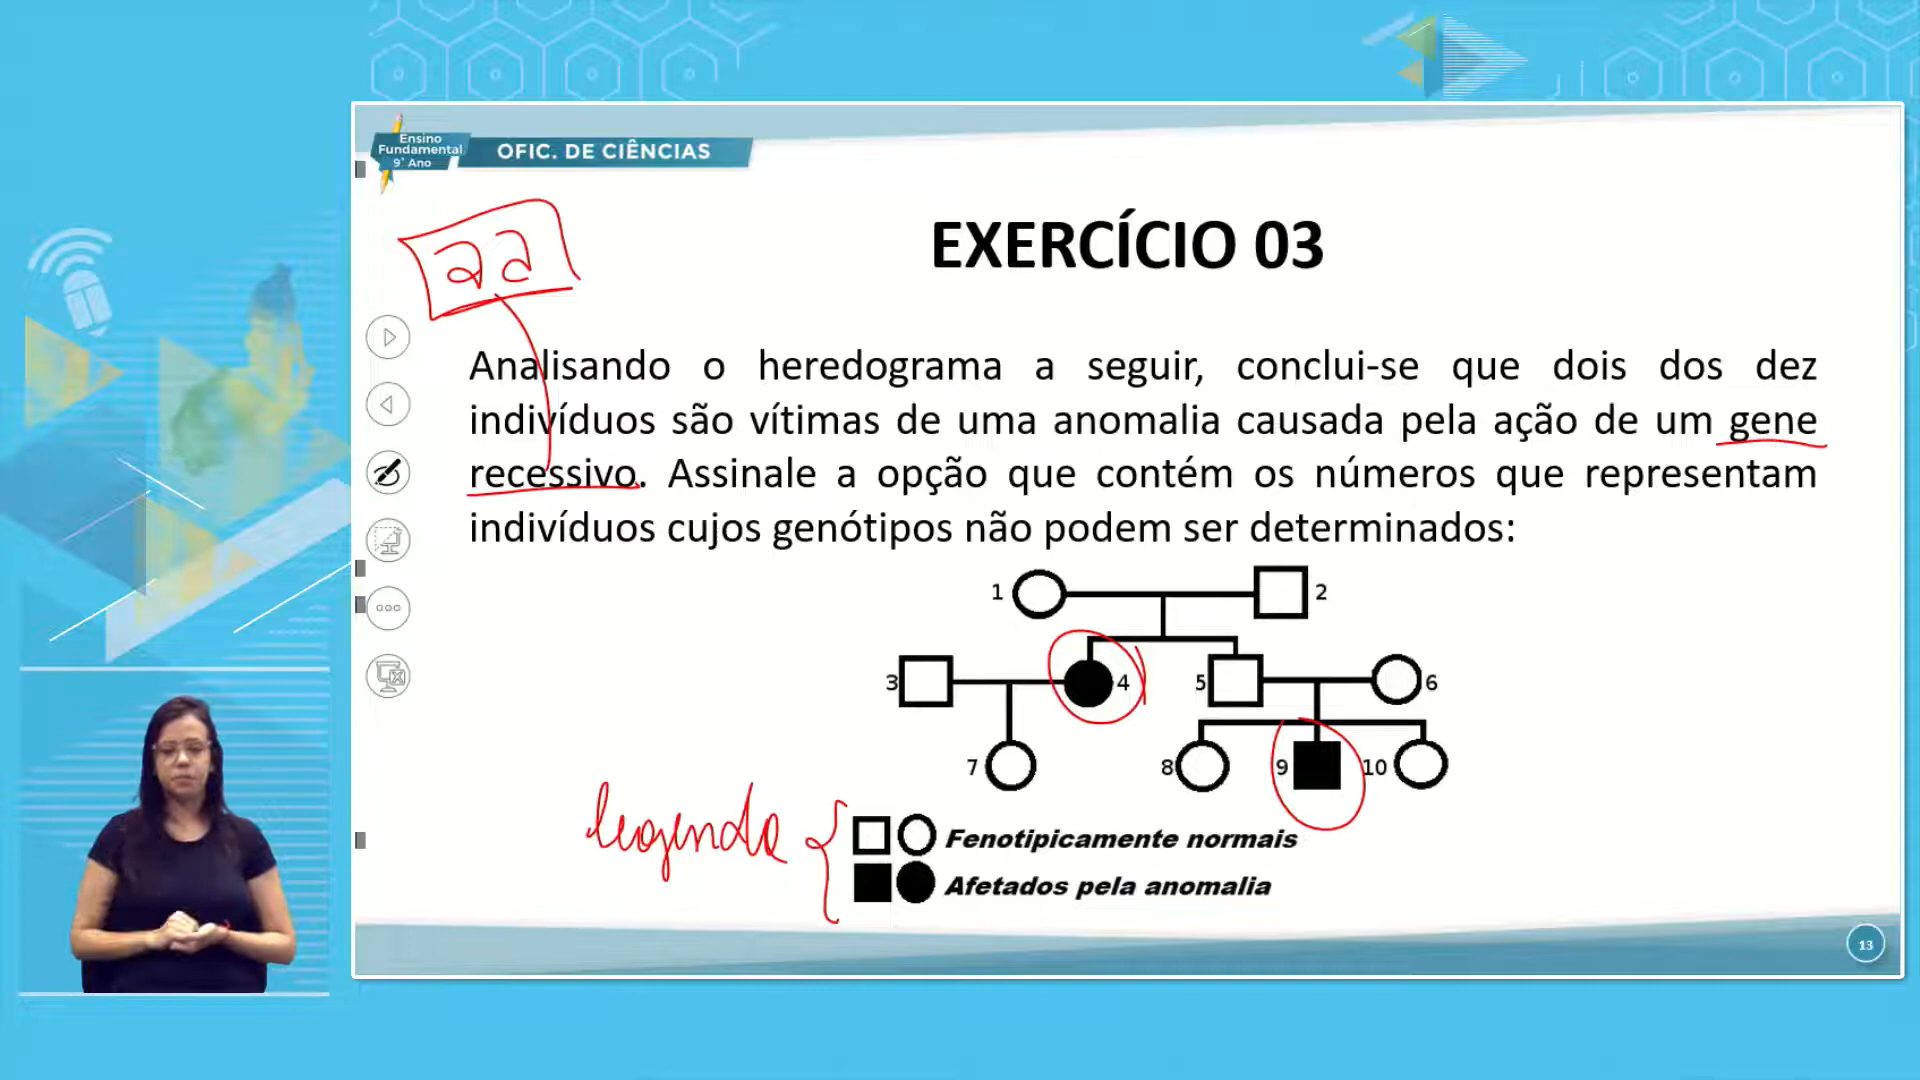 Ensino
Fundamental
9° Ano
OFIC. DE CIÊNCIAS
aa
EXERCÍCIO 03
Analisando o heredograma a seguir, conclui-se que dois dos dez
indivíduos são vítimas de uma anomalia causada pela ação de um gene
recessivo. Assinale a opção que contém os números que representam
indivíduos cujos genótipos não podem ser determinados:
1 2
3 4 5 6
7 8 9 10
legenda
Fenotipicamente normais
Afetados pela anomalia
13